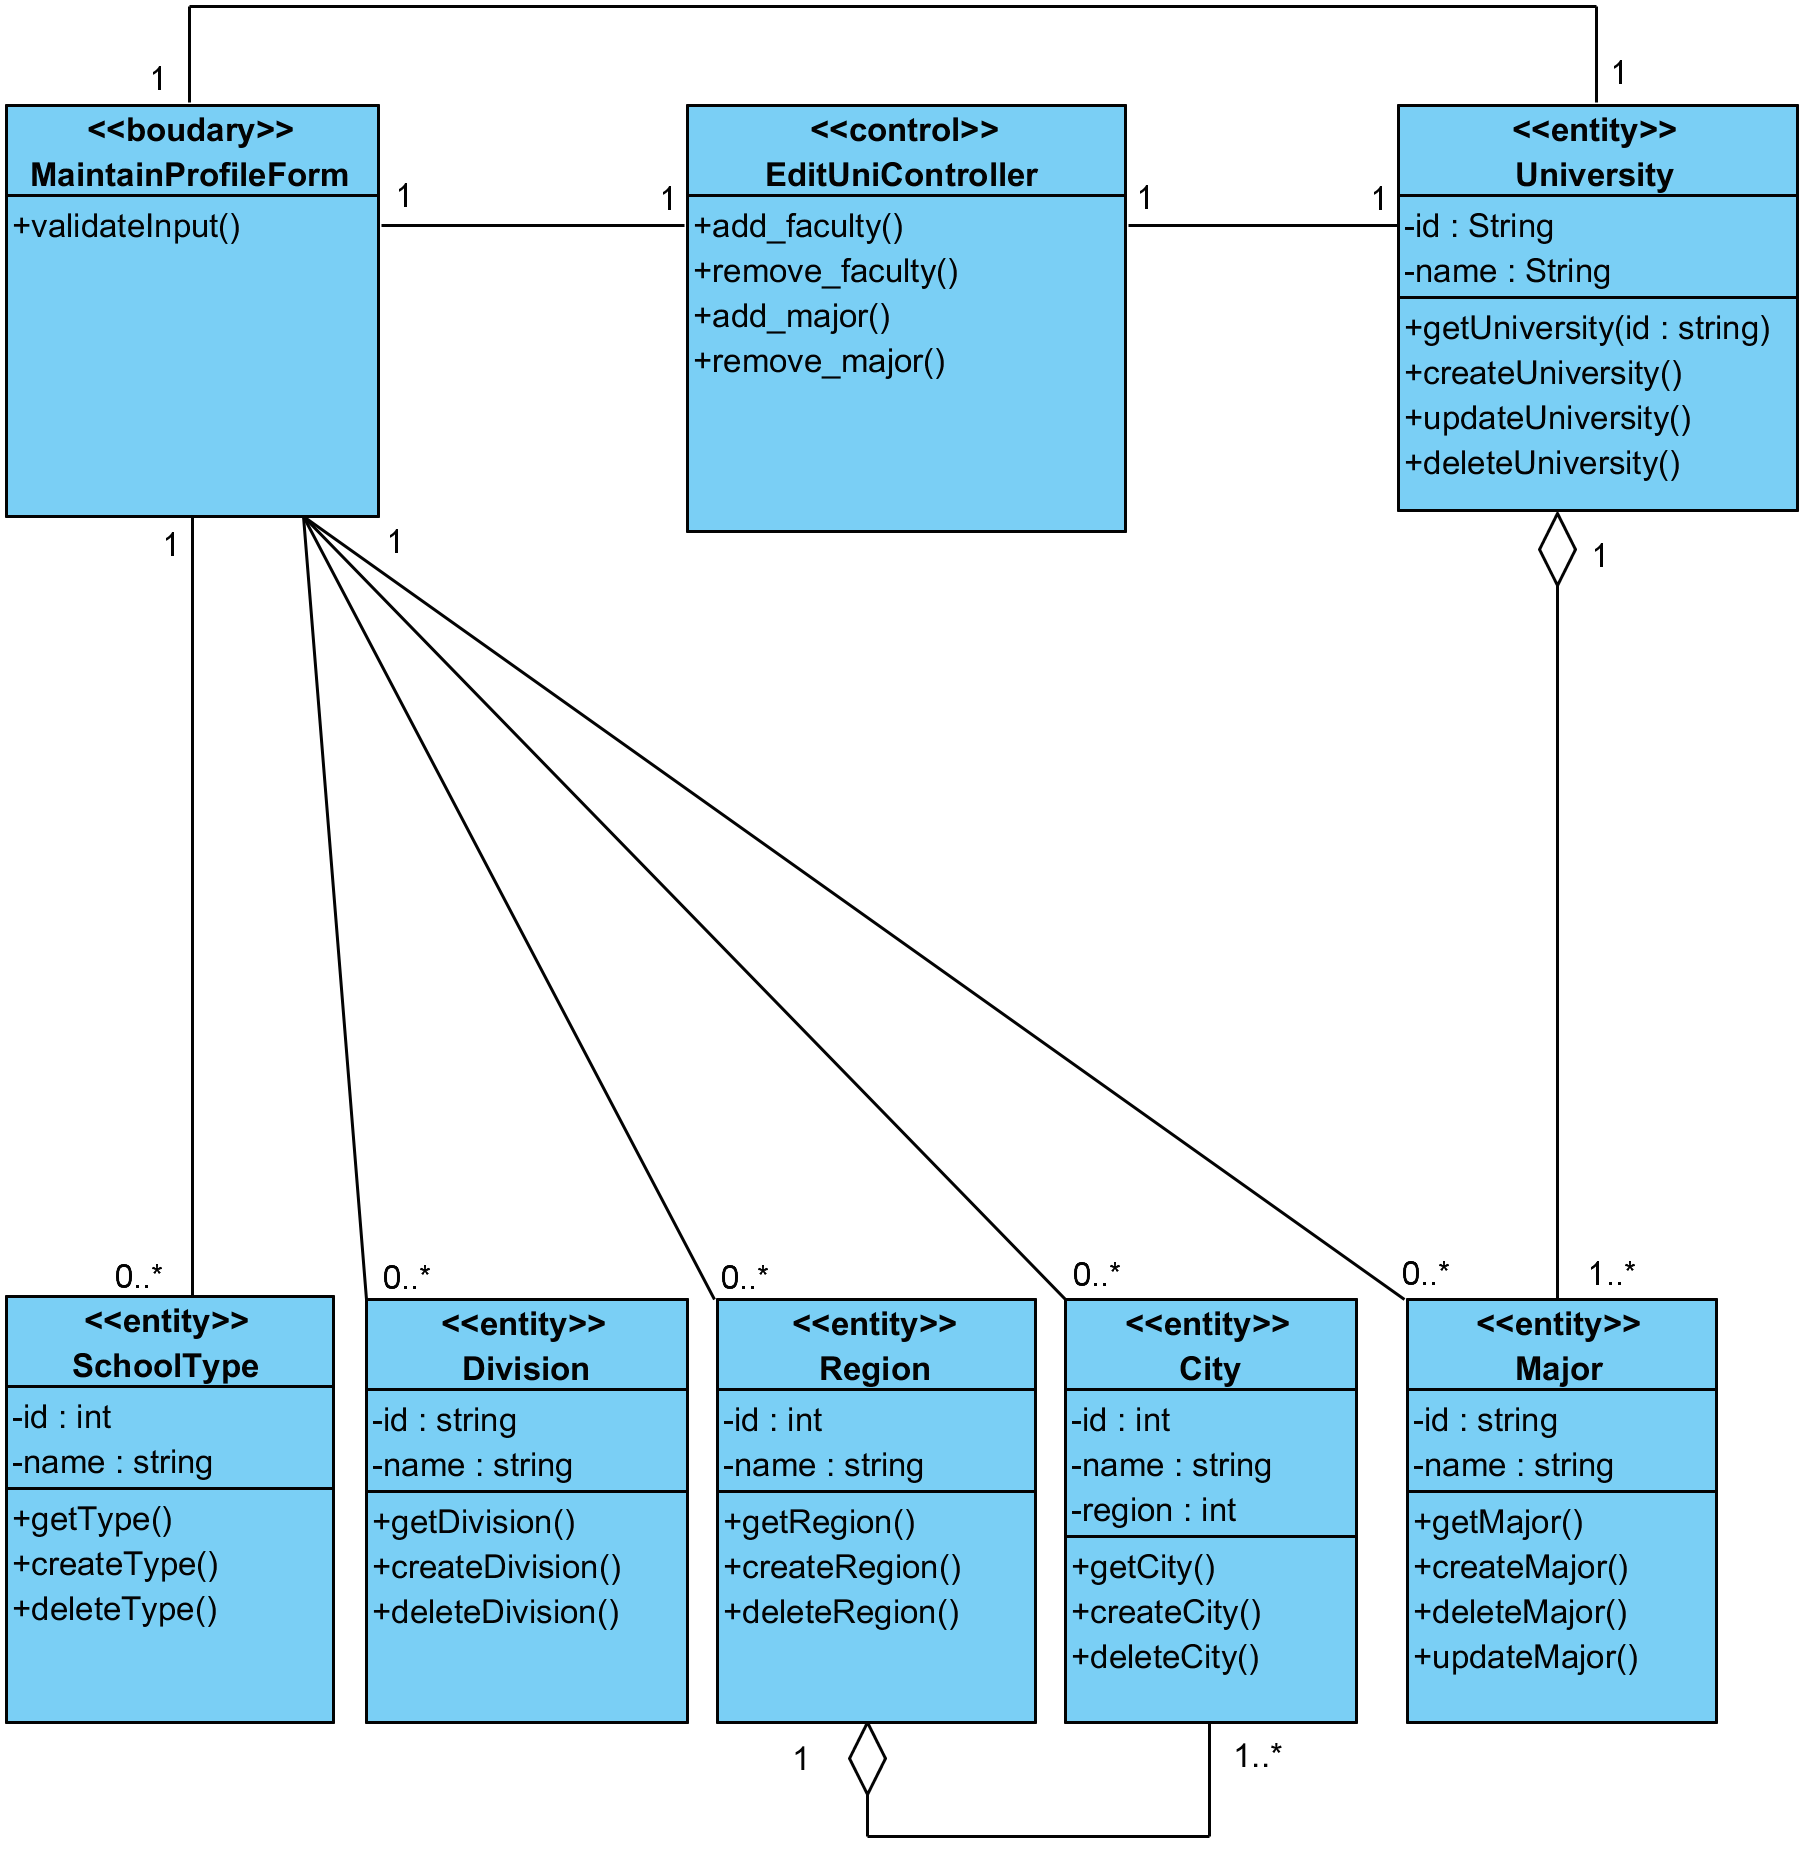 1
1
<<boudary>>
MaintainProfileForm
+validateInput()
1
1
<<control>>
EditUniController
+add_faculty()
+remove_faculty()
+add_major()
+remove_major()
1
1
<<entity>>
University
-id : String
-name : String
+getUniversity(id : string)
+createUniversity()
+updateUniversity()
+deleteUniversity()
1
1
1
0..*
0..*
0..*
0..*
0..*
1..*
<<entity>>
SchoolType
-id : int
-name : string
+getType()
+createType()
+deleteType()
<<entity>>
Division
-id : string
-name : string
+getDivision()
+createDivision()
+deleteDivision()
<<entity>>
Region
-id : int
-name : string
+getRegion()
+createRegion()
+deleteRegion()
<<entity>>
City
-id : int
-name : string
-region : int
+getCity()
+createCity()
+deleteCity()
<<entity>>
Major
-id : string
-name : string
+getMajor()
+createMajor()
+deleteMajor()
+updateMajor()
1
1..*